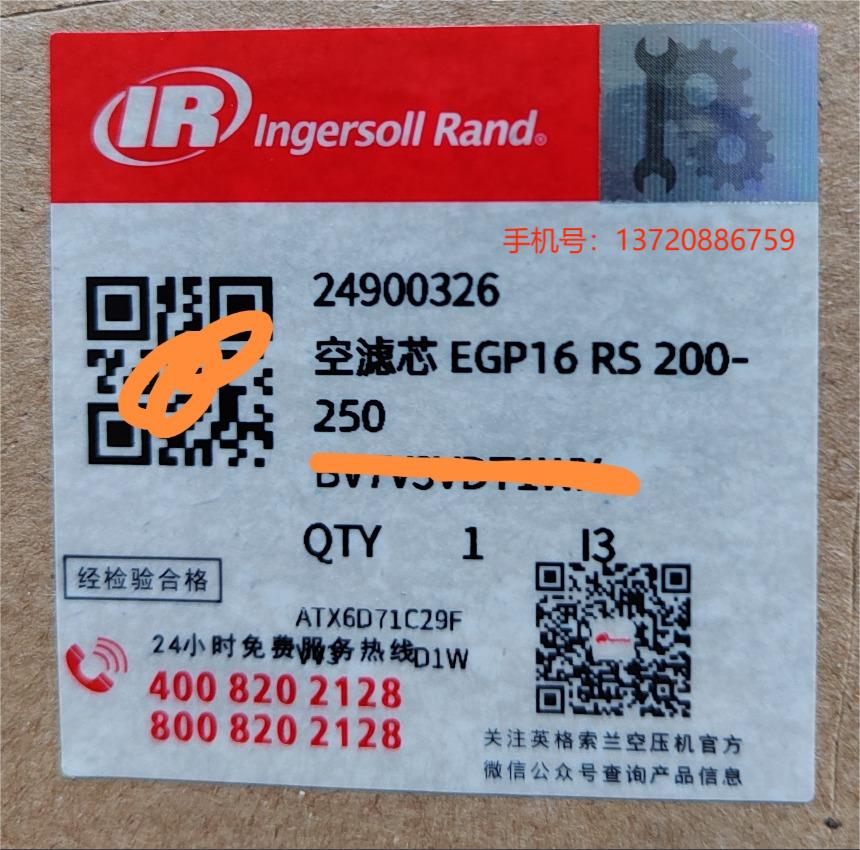 IR Ingersoll Rand®
手机号：13720886759
24900326
空滤芯 EGP16 RS 200-
250
QTY 1 I3
经检验合格
ATX6D71C29F
24小时免费服务热线
D1W
400 820 2128
800 820 2128
关注英格索兰空压机官方
微信公众号查询产品信息